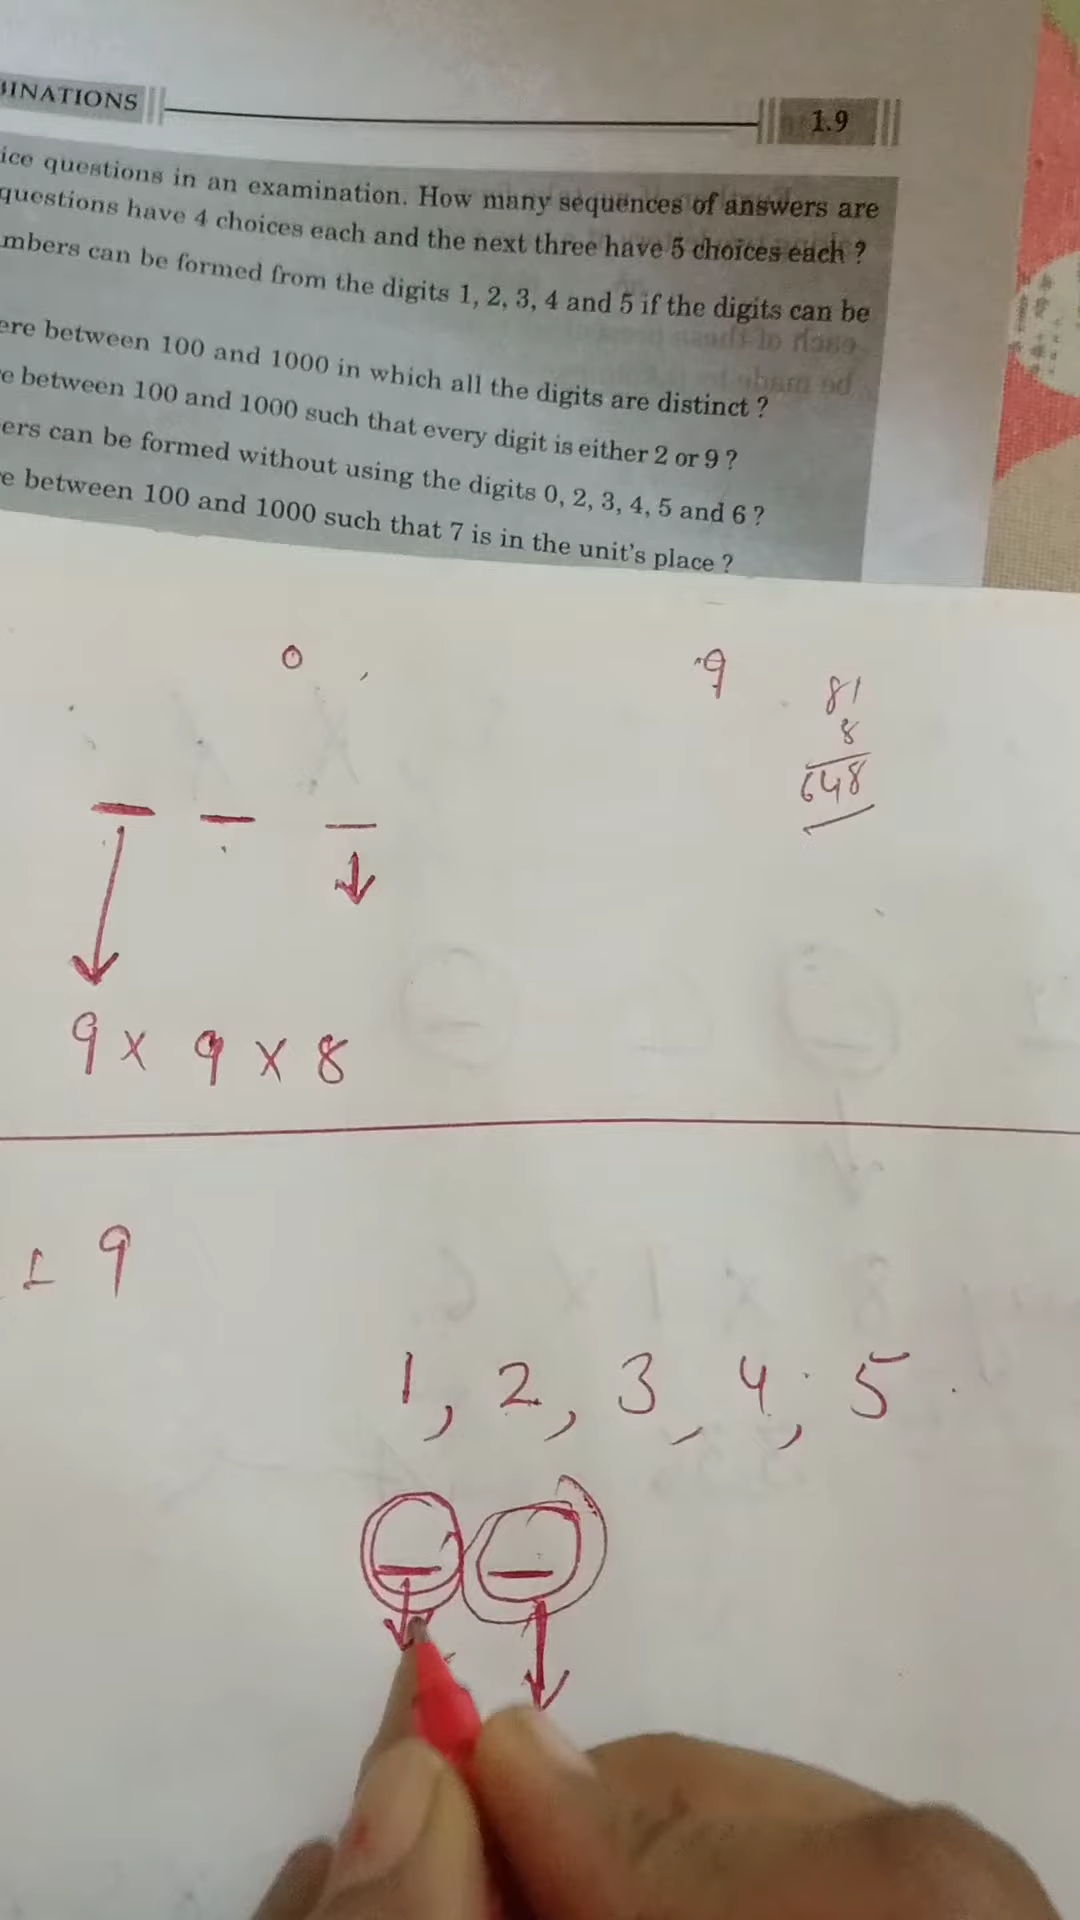 BINATIONS
1.9
ice questions in an examination. How many sequences of answers are
questions have 4 choices each and the next three have 5 choices each ?
mbers can be formed from the digits 1, 2, 3, 4 and 5 if the digits can be
ere between 100 and 1000 in which all the digits are distinct ?
e between 100 and 1000 such that every digit is either 2 or 9 ?
ers can be formed without using the digits 0, 2, 3, 4, 5 and 6 ?
e between 100 and 1000 such that 7 is in the unit's place ?
0 ,
9
81
8
648
9 x 9 x 8
9
1, 2, 3, 4, 5